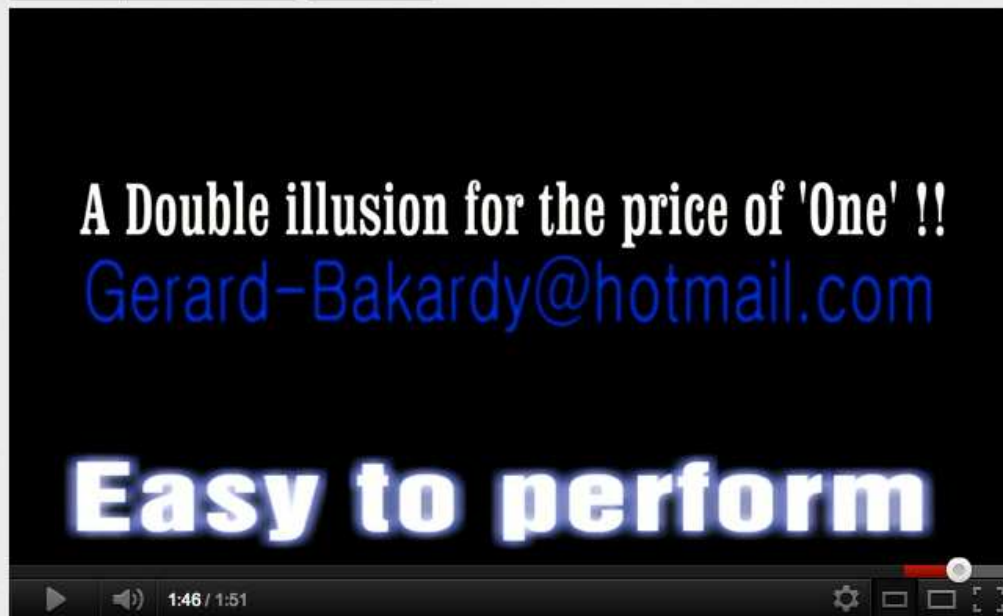 A Double illusion for the price of 'One' !!
Gerard-Bakardy@hotmail.com
Easy to perform
1:46 / 1:51